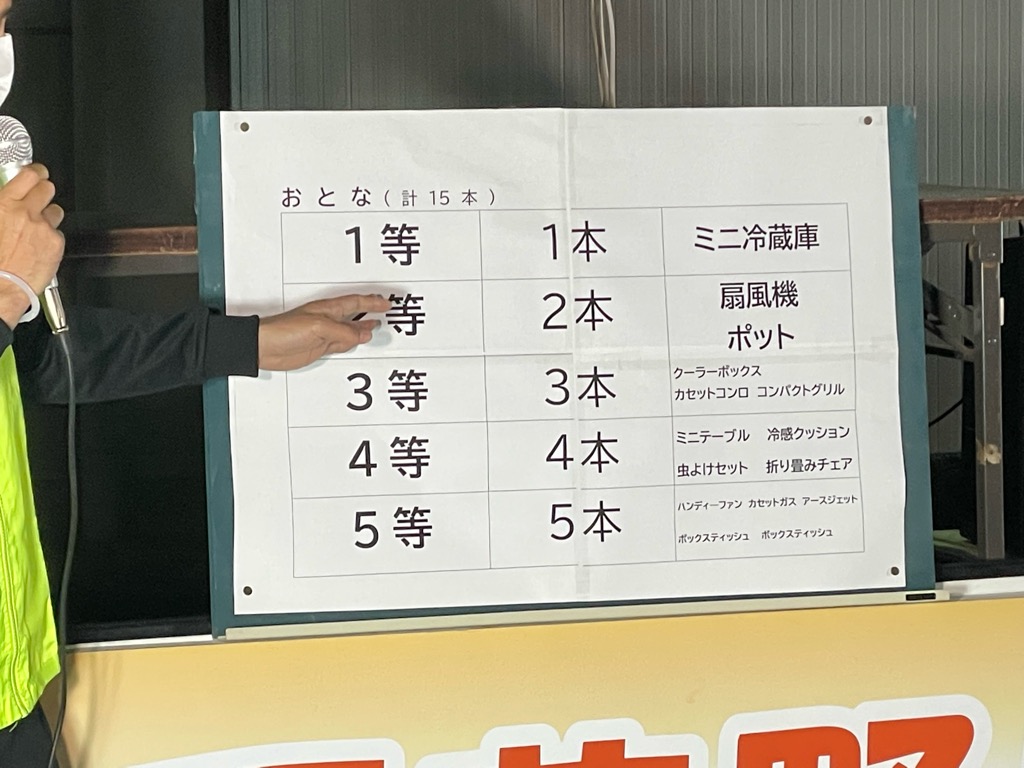 おとな(計 15 本)
1等 1本 ミニ冷蔵庫
等 2本 扇風機
ポット
3等 3本 クーラーボックス
カセットコンロ コンパクトグリル
4等 4本 ミニテーブル 冷感クッション
虫よけセット 折り畳みチェア
5等 5本 ハンディーファン カセットガス アースジェット
ボックスティッシュ ボックスティッシュ